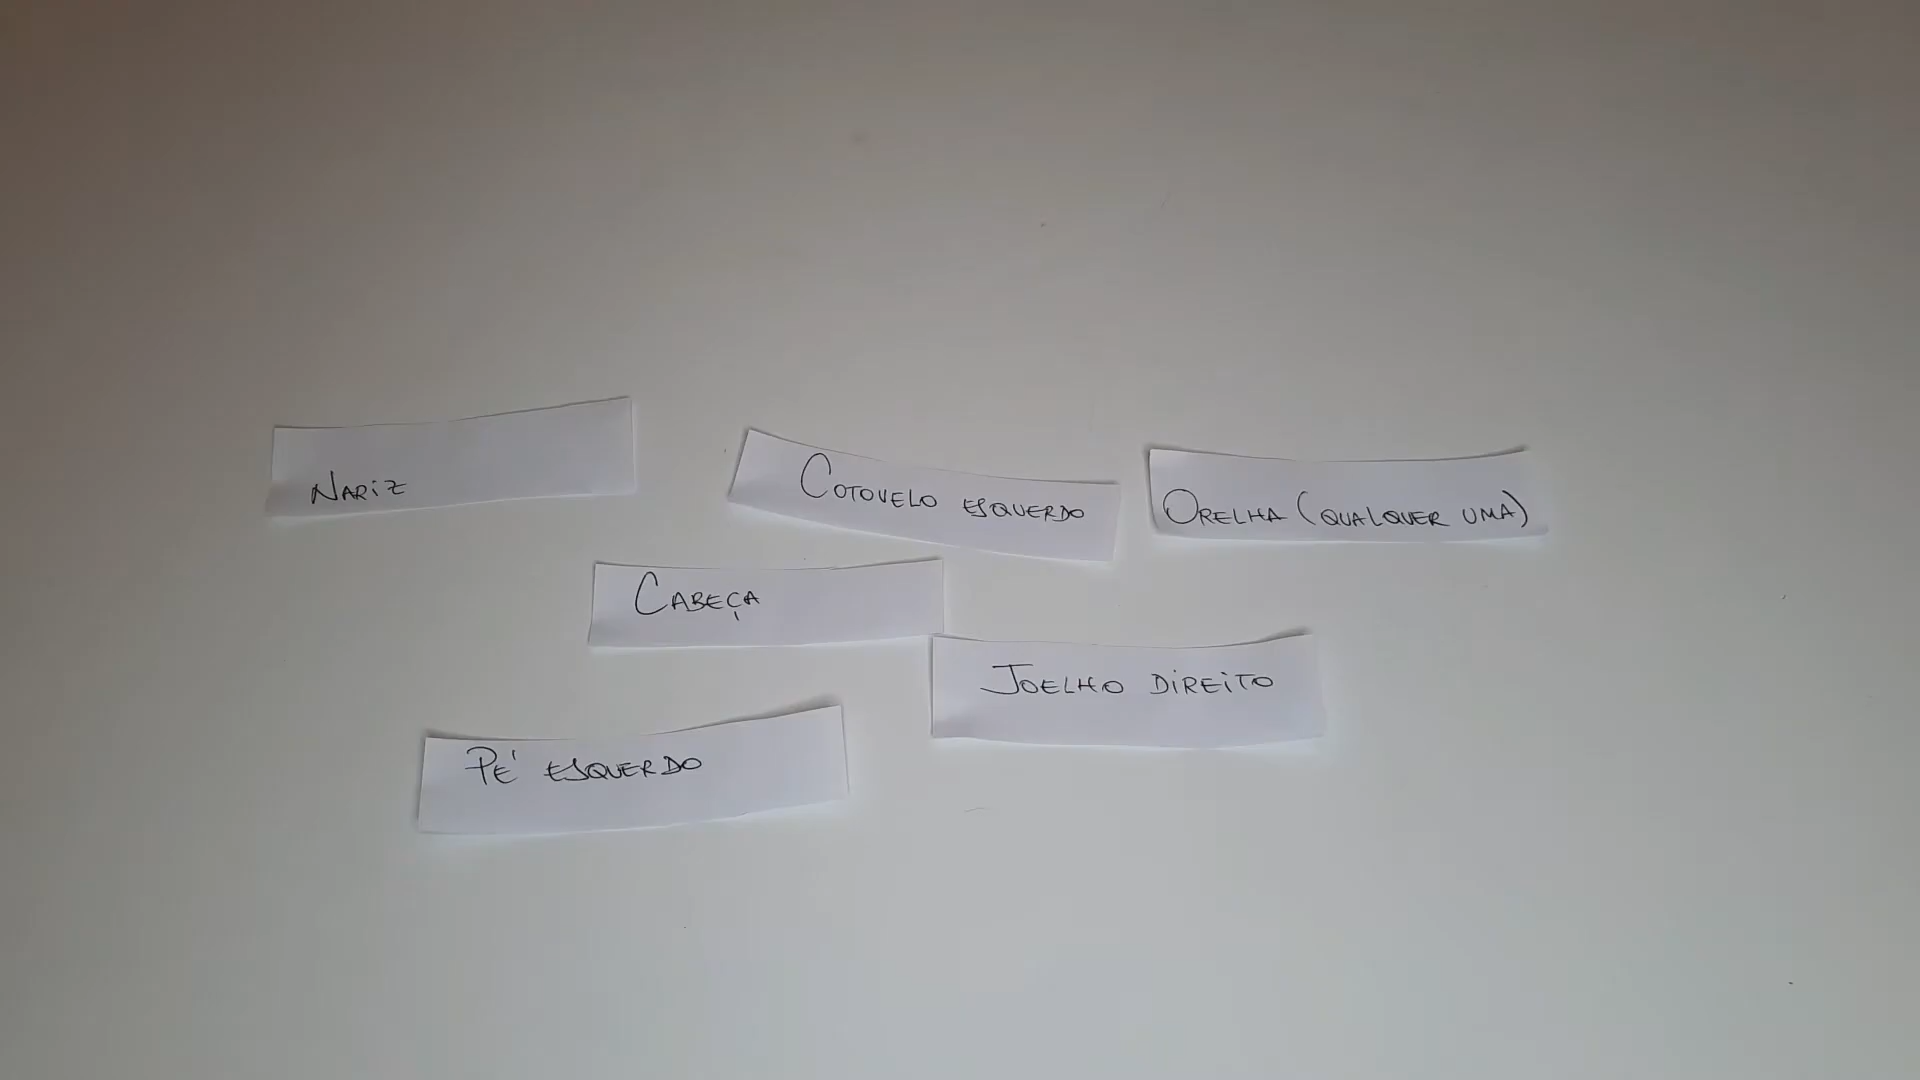 Nariz
Cotovelo esquerdo
Orelha (qualquer uma)
Cabeça
Joelho direito
Pé esquerdo